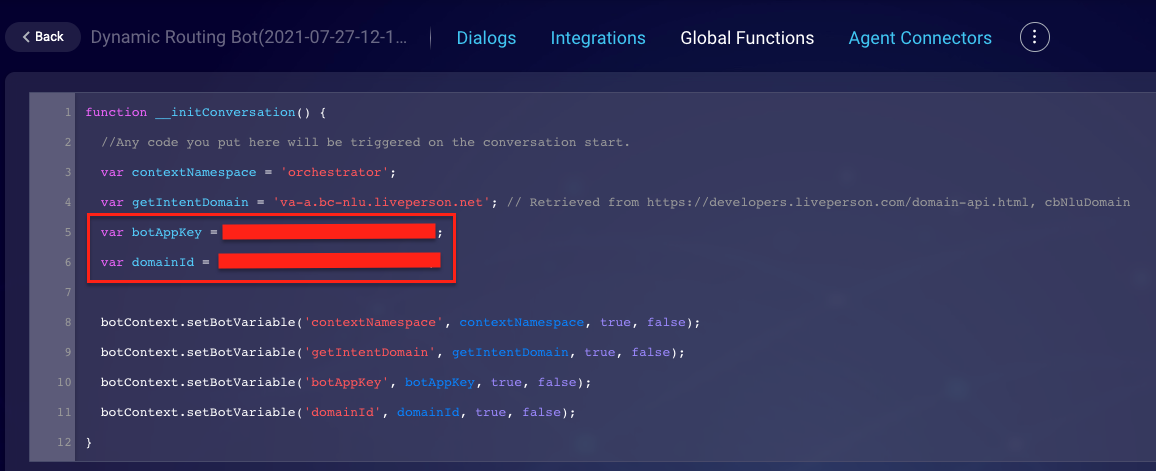 Back Dynamic Routing Bot(2021-07-27-12-1... Dialogs Integrations Global Functions Agent Connectors
1 function __initConversation() {
2 //Any code you put here will be triggered on the conversation start.
3 var contextNamespace = 'orchestrator';
4 var getIntentDomain = 'va-a.bc-nlu.liveperson.net'; // Retrieved from https://developers.liveperson.com/domain-api.html, cbNluDomain
5 var botAppKey = ;
6 var domainId =
7
8 botContext.setBotVariable('contextNamespace', contextNamespace, true, false);
9 botContext.setBotVariable('getIntentDomain', getIntentDomain, true, false);
10 botContext.setBotVariable('botAppKey', botAppKey, true, false);
11 botContext.setBotVariable('domainId', domainId, true, false);
12 }